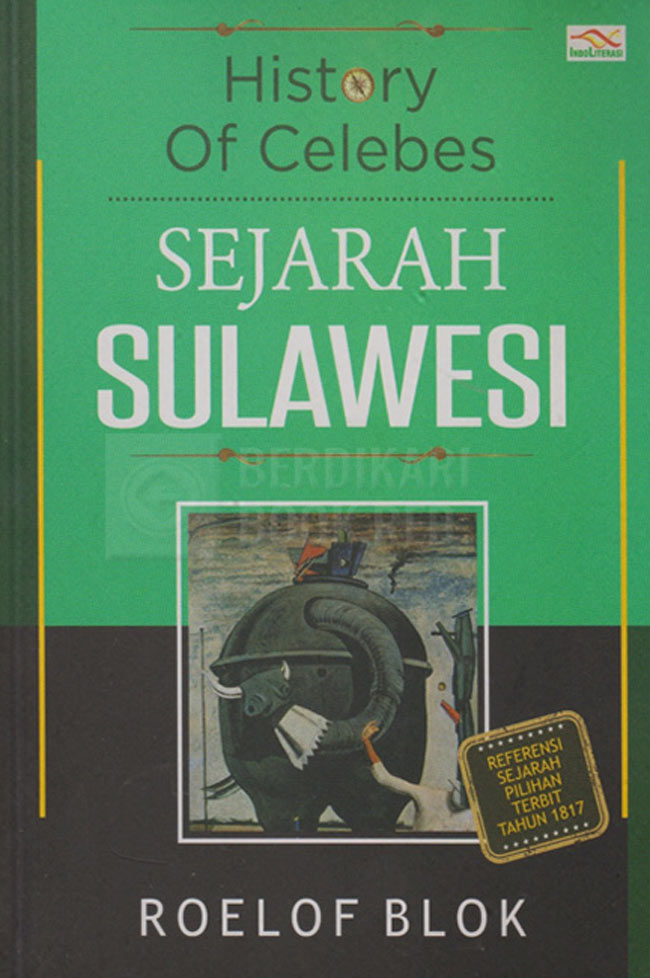 INDOLITERASI
History
Of Celebes
SEJARAH
SULAWESI
BERDIKARI
REFERENSI
SEJARAH
PILIHAN
TERBIT
TAHUN 1817
ROELOF BLOK